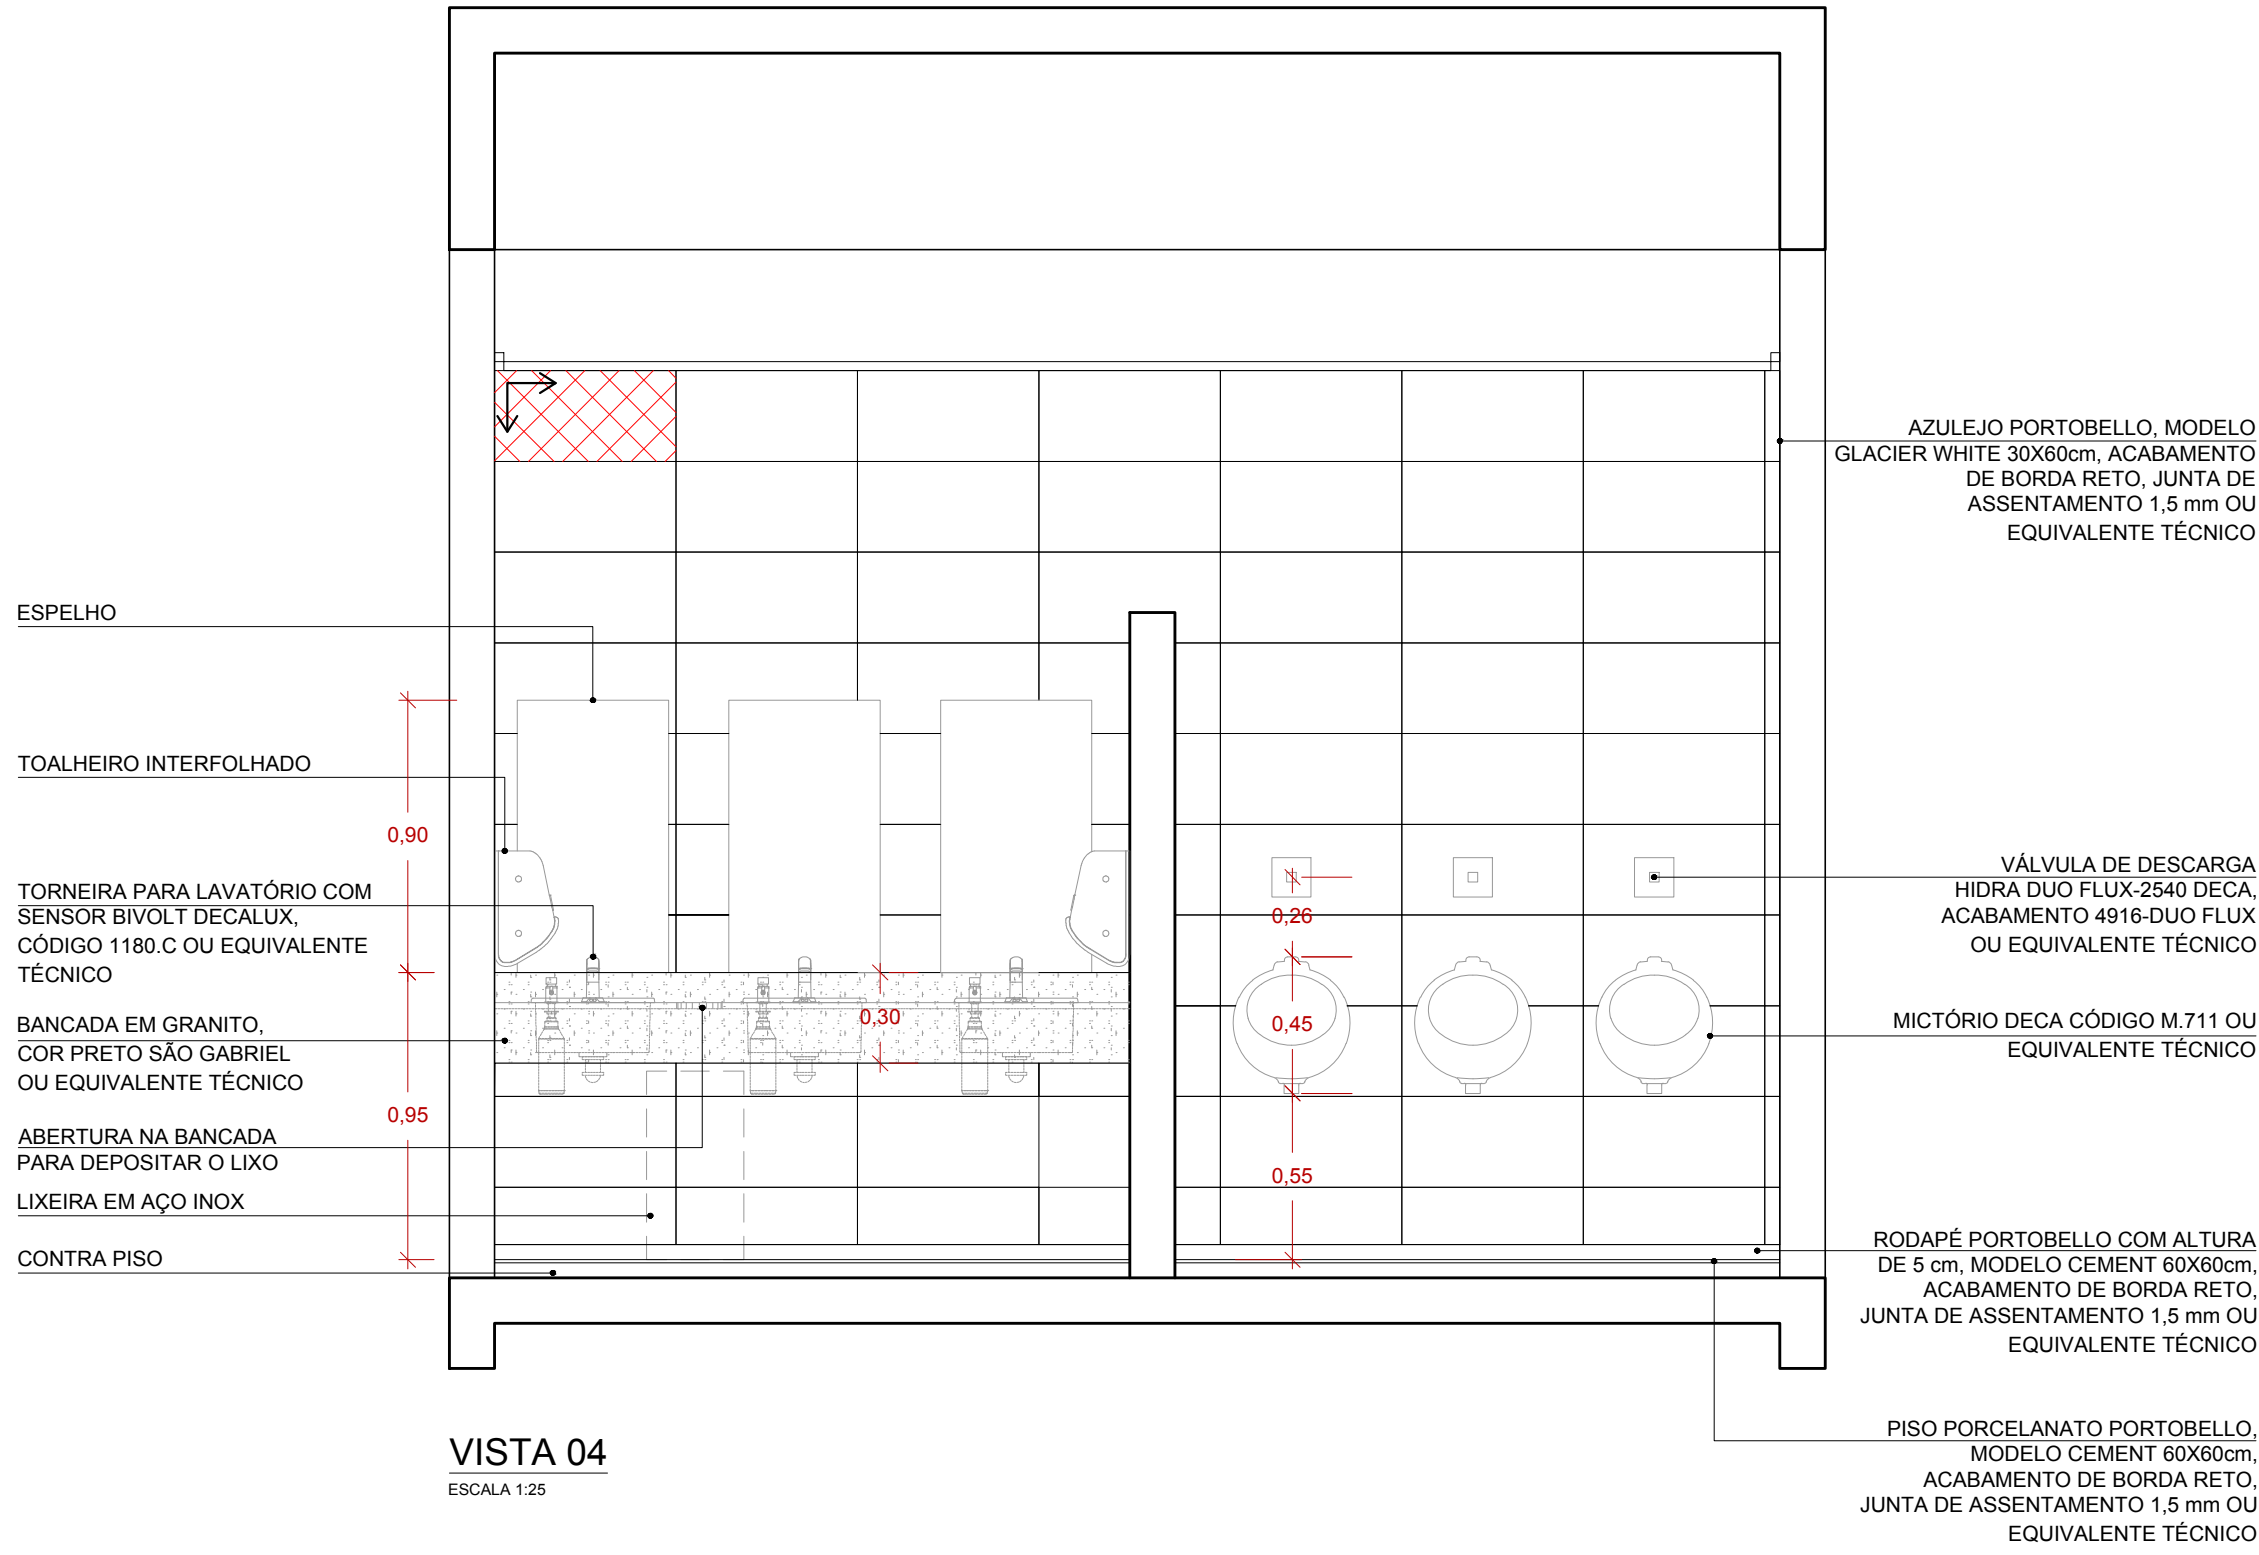 AZULEJO PORTOBELLO, MODELO
GLACIER WHITE 30X60cm, ACABAMENTO
DE BORDA RETO, JUNTA DE
ASSENTAMENTO 1,5 mm OU
EQUIVALENTE TÉCNICO
ESPELHO
TOALHEIRO INTERFOLHADO
0,90
TORNEIRA PARA LAVATÓRIO COM
SENSOR BIVOLT DECALUX,
CÓDIGO 1180.C OU EQUIVALENTE
TÉCNICO
BANCADA EM GRANITO,
COR PRETO SÃO GABRIEL
OU EQUIVALENTE TÉCNICO
0,95
ABERTURA NA BANCADA
PARA DEPOSITAR O LIXO
LIXEIRA EM AÇO INOX
CONTRA PISO
0,30
0,26
0,45
0,55
VÁLVULA DE DESCARGA
HIDRA DUO FLUX-2540 DECA,
ACABAMENTO 4916-DUO FLUX
OU EQUIVALENTE TÉCNICO
MICTÓRIO DECA CÓDIGO M.711 OU
EQUIVALENTE TÉCNICO
RODAPÉ PORTOBELLO COM ALTURA
DE 5 cm, MODELO CEMENT 60X60cm,
ACABAMENTO DE BORDA RETO,
JUNTA DE ASSENTAMENTO 1,5 mm OU
EQUIVALENTE TÉCNICO
PISO PORCELANATO PORTOBELLO,
MODELO CEMENT 60X60cm,
ACABAMENTO DE BORDA RETO,
JUNTA DE ASSENTAMENTO 1,5 mm OU
EQUIVALENTE TÉCNICO
VISTA 04
ESCALA 1:25